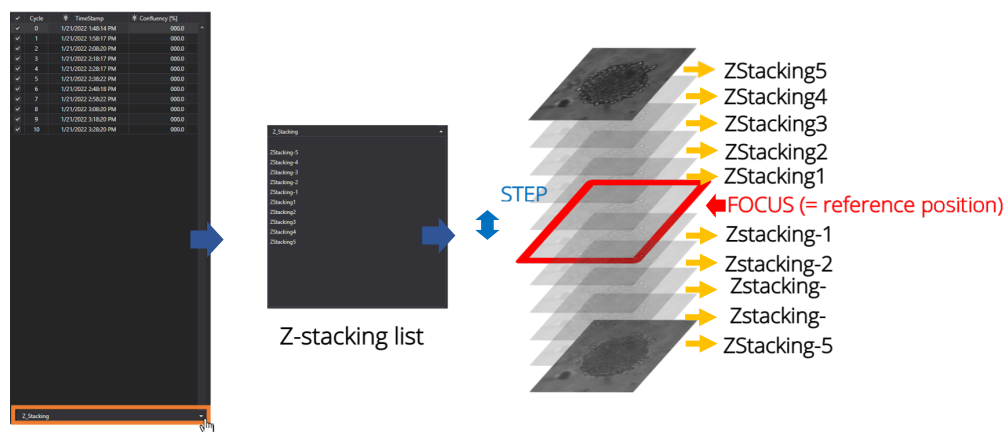 ✓ Cycle TimeStamp Confluency [%]
✓ 0 1/21/2022 1:48:14 PM 000.0
✓ 1 1/21/2022 1:58:17 PM 000.0
✓ 2 1/21/2022 2:08:20 PM 000.0
✓ 3 1/21/2022 2:18:17 PM 000.0
✓ 4 1/21/2022 2:28:17 PM 000.0
✓ 5 1/21/2022 2:38:22 PM 000.0
✓ 6 1/21/2022 2:48:18 PM 000.0
✓ 7 1/21/2022 2:58:22 PM 000.0
✓ 8 1/21/2022 3:08:20 PM 000.0
✓ 9 1/21/2022 3:18:20 PM 000.0
✓ 10 1/21/2022 3:28:20 PM 000.0
Z_Stacking
Z_Stacking
ZStacking-5
ZStacking-4
ZStacking-3
ZStacking-2
ZStacking-1
ZStacking1
ZStacking2
ZStacking3
ZStacking4
ZStacking5
Z-stacking list
STEP
ZStacking5
ZStacking4
ZStacking3
ZStacking2
ZStacking1
FOCUS (= reference position)
Zstacking-1
Zstacking-2
Zstacking-
Zstacking-
ZStacking-5